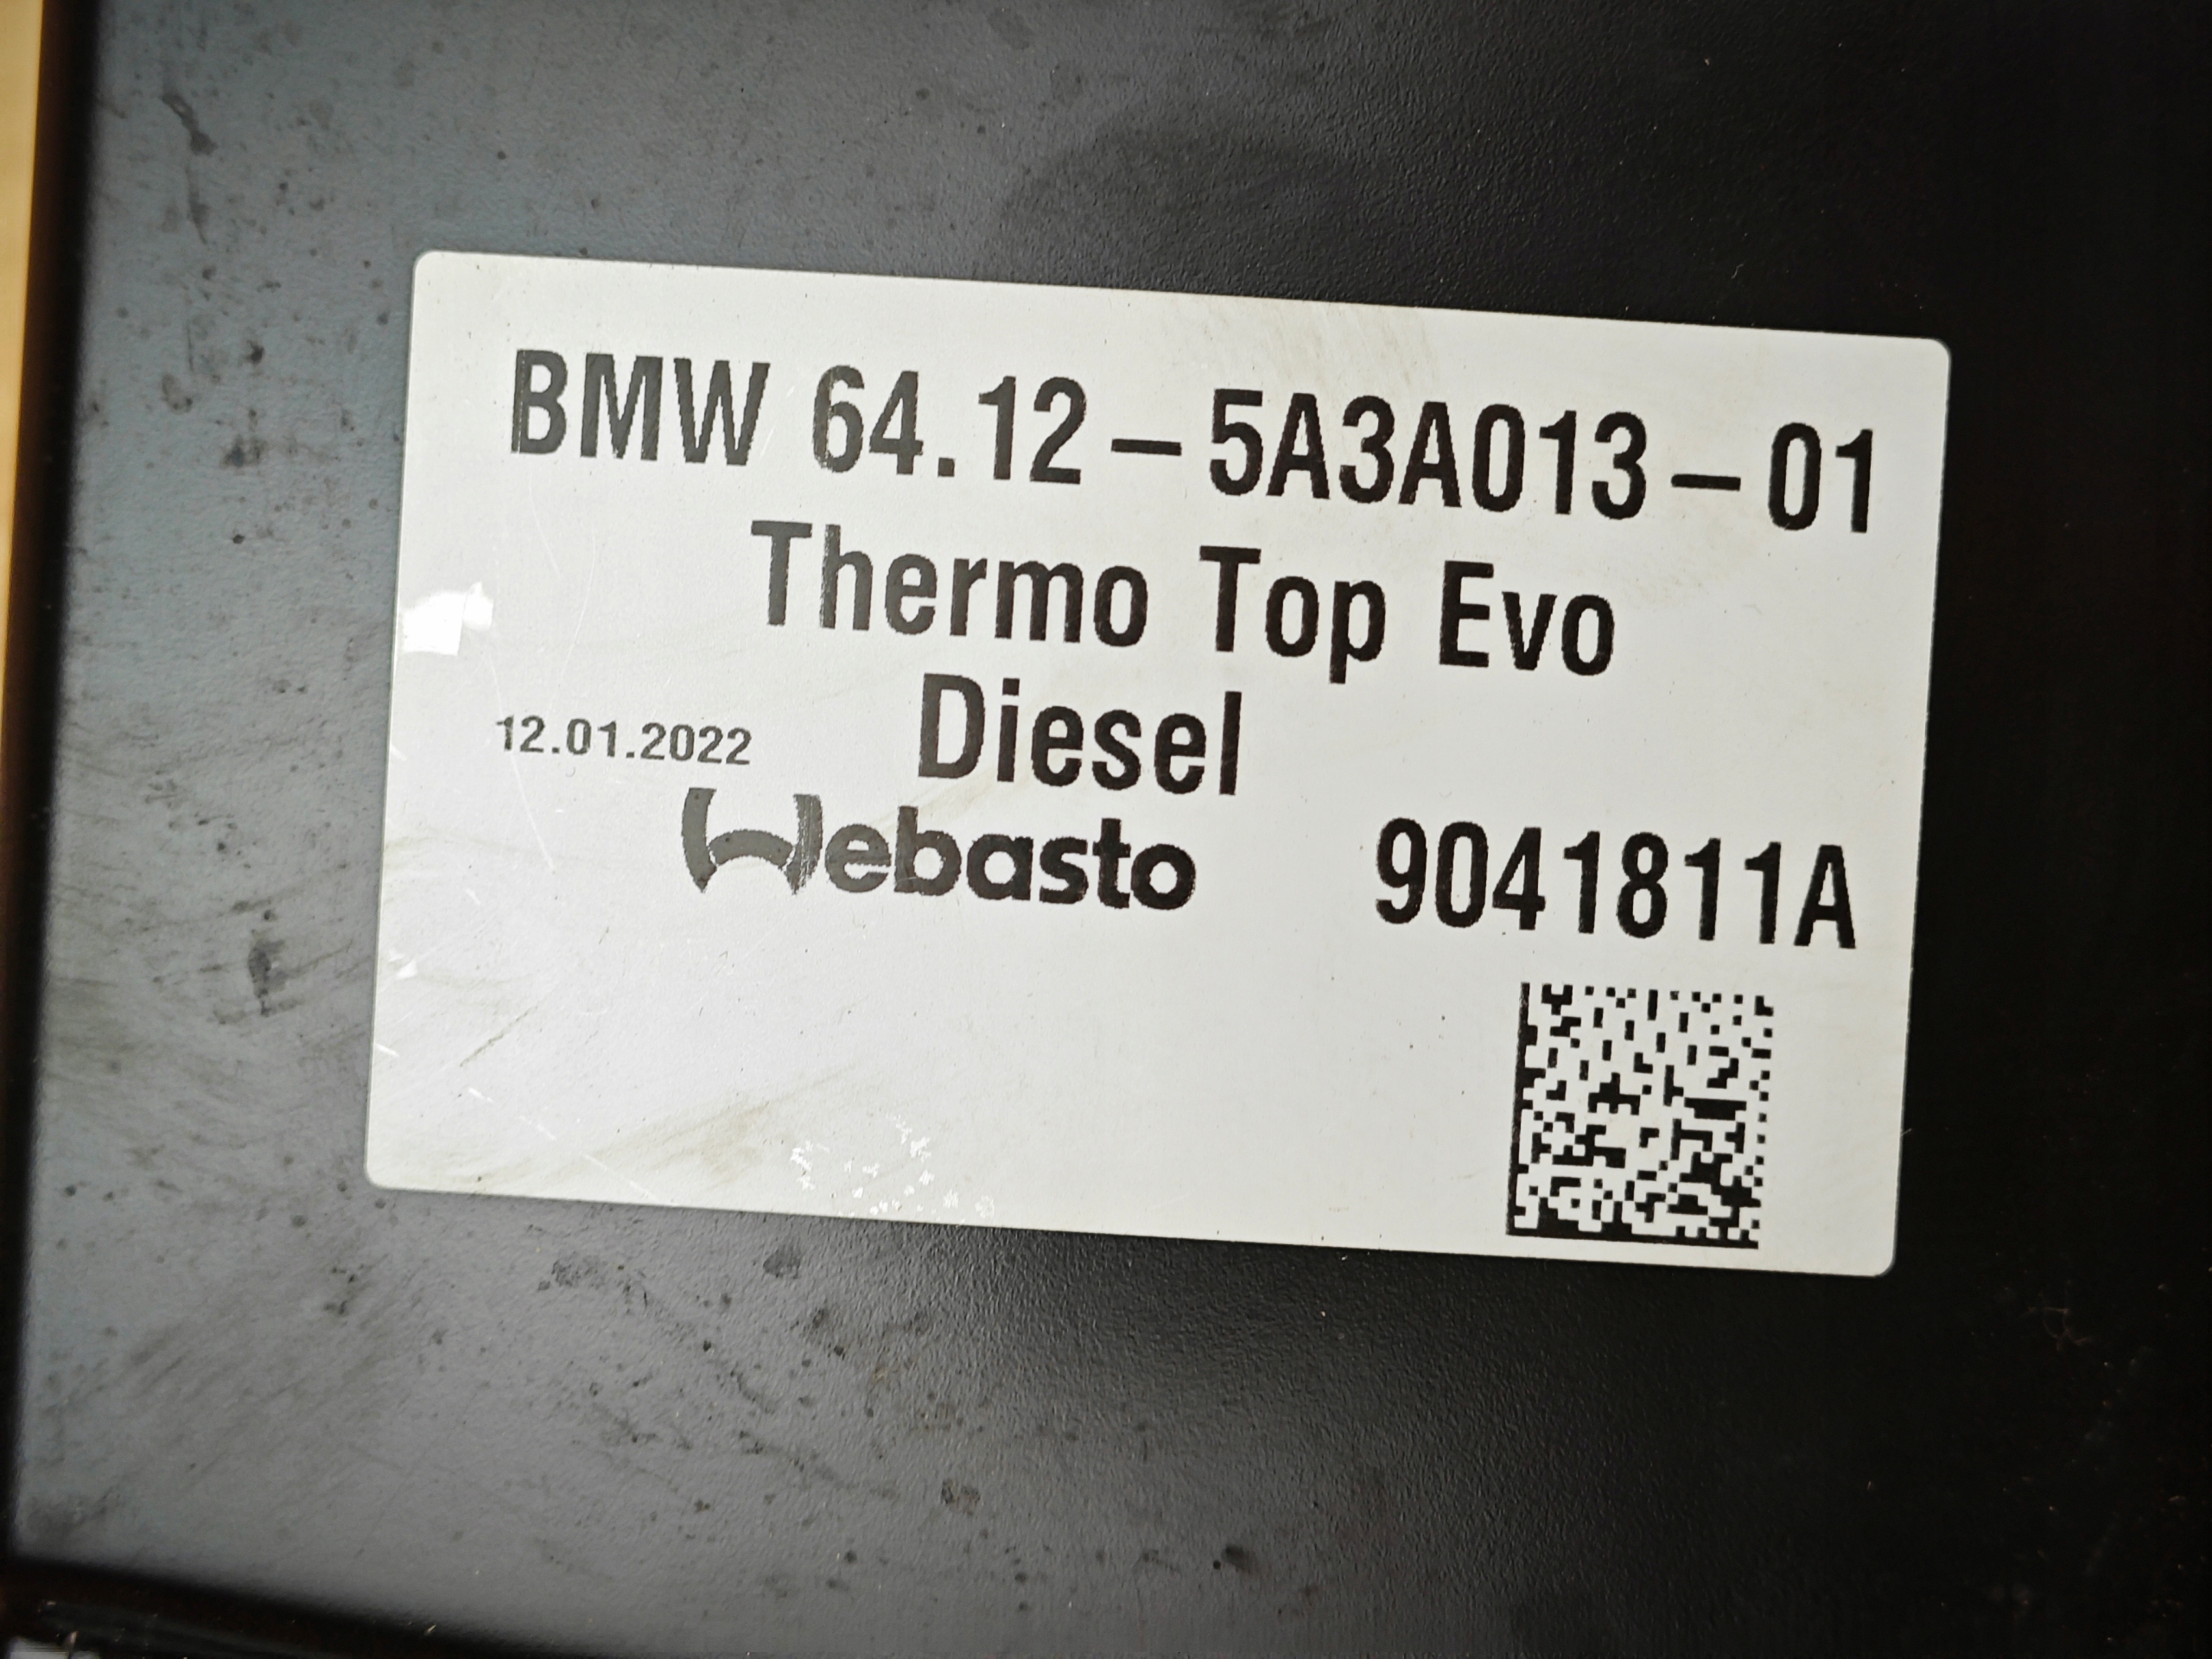 BMW 64.12-5A3A013-01
Thermo Top Evo
Diesel
12.01.2022
Webasto 9041811A